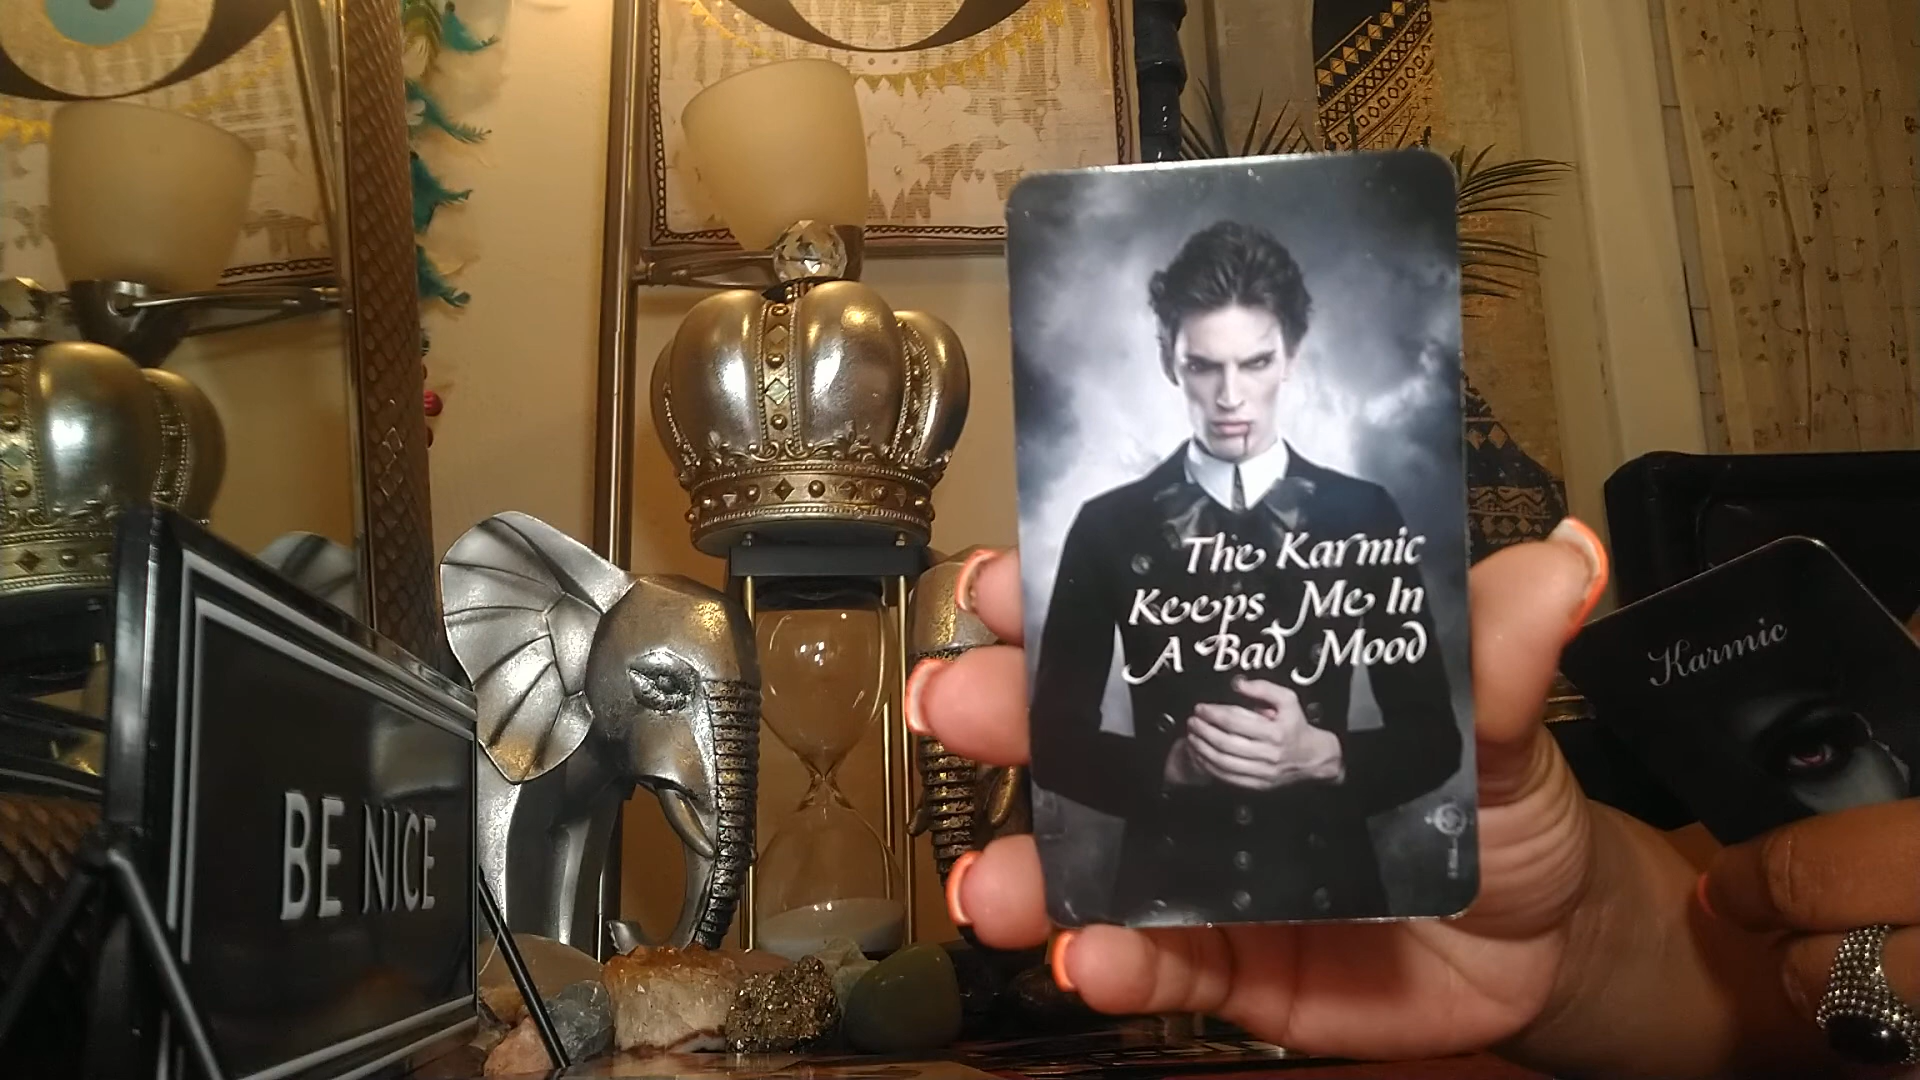 BE NICE
The Karmic
Keeps Me In
A Bad Mood
Karmic